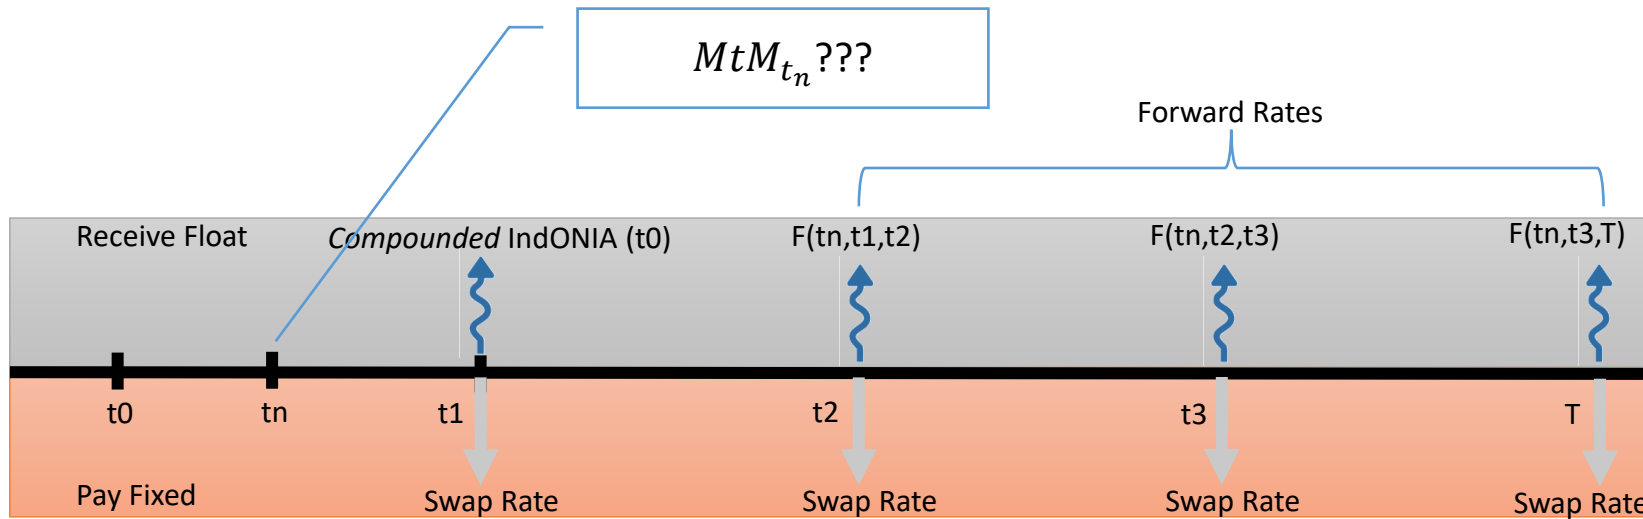 MtM_{t_n}???
Forward Rates
Receive Float
Compounded IndONIA (t0)
F(tn,t1,t2)
F(tn,t2,t3)
F(tn,t3,T)
t0
tn
t1
t2
t3
T
Pay Fixed
Swap Rate
Swap Rate
Swap Rate
Swap Rate